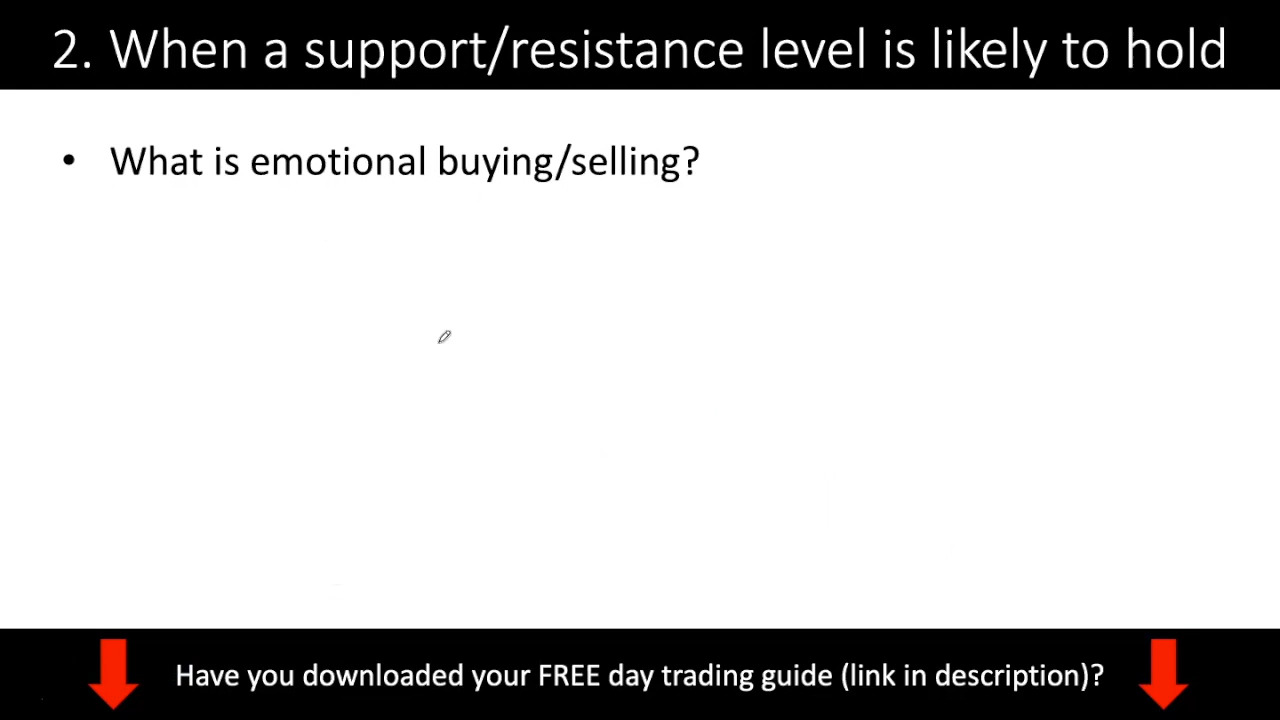 2. When a support/resistance level is likely to hold
• What is emotional buying/selling?
Have you downloaded your FREE day trading guide (link in description)?